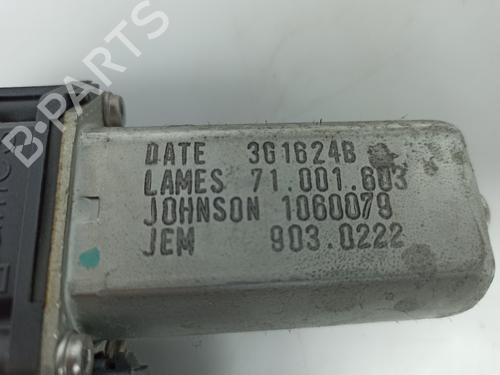 B-PARTS
DATE 3G1624B
LAMES 71.001.603
JOHNSON 1060079
JEM 903.0222